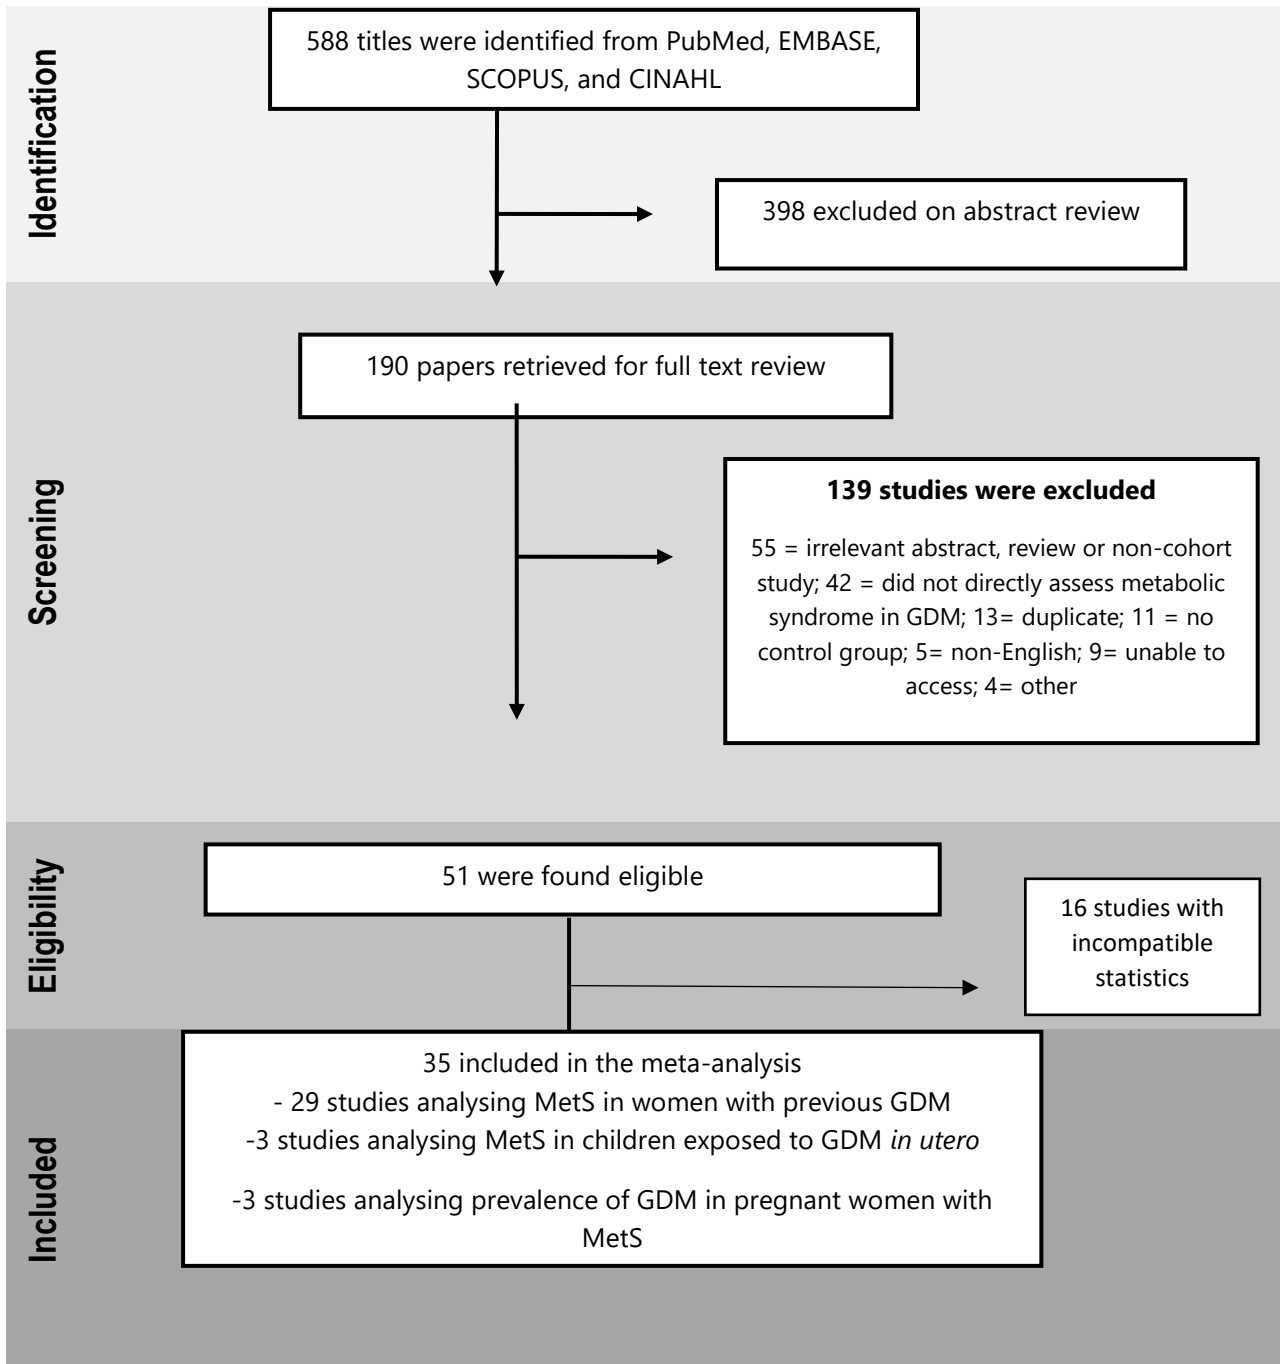 Identification
588 titles were identified from PubMed, EMBASE,
SCOPUS, and CINAHL
398 excluded on abstract review
Screening
190 papers retrieved for full text review
139 studies were excluded
55 = irrelevant abstract, review or non-cohort
study; 42 = did not directly assess metabolic
syndrome in GDM; 13= duplicate; 11 = no
control group; 5= non-English; 9= unable to
access; 4= other
Eligibility
51 were found eligible
16 studies with
incompatible
statistics
Included
35 included in the meta-analysis
- 29 studies analysing MetS in women with previous GDM
-3 studies analysing MetS in children exposed to GDM in utero
-3 studies analysing prevalence of GDM in pregnant women with
MetS